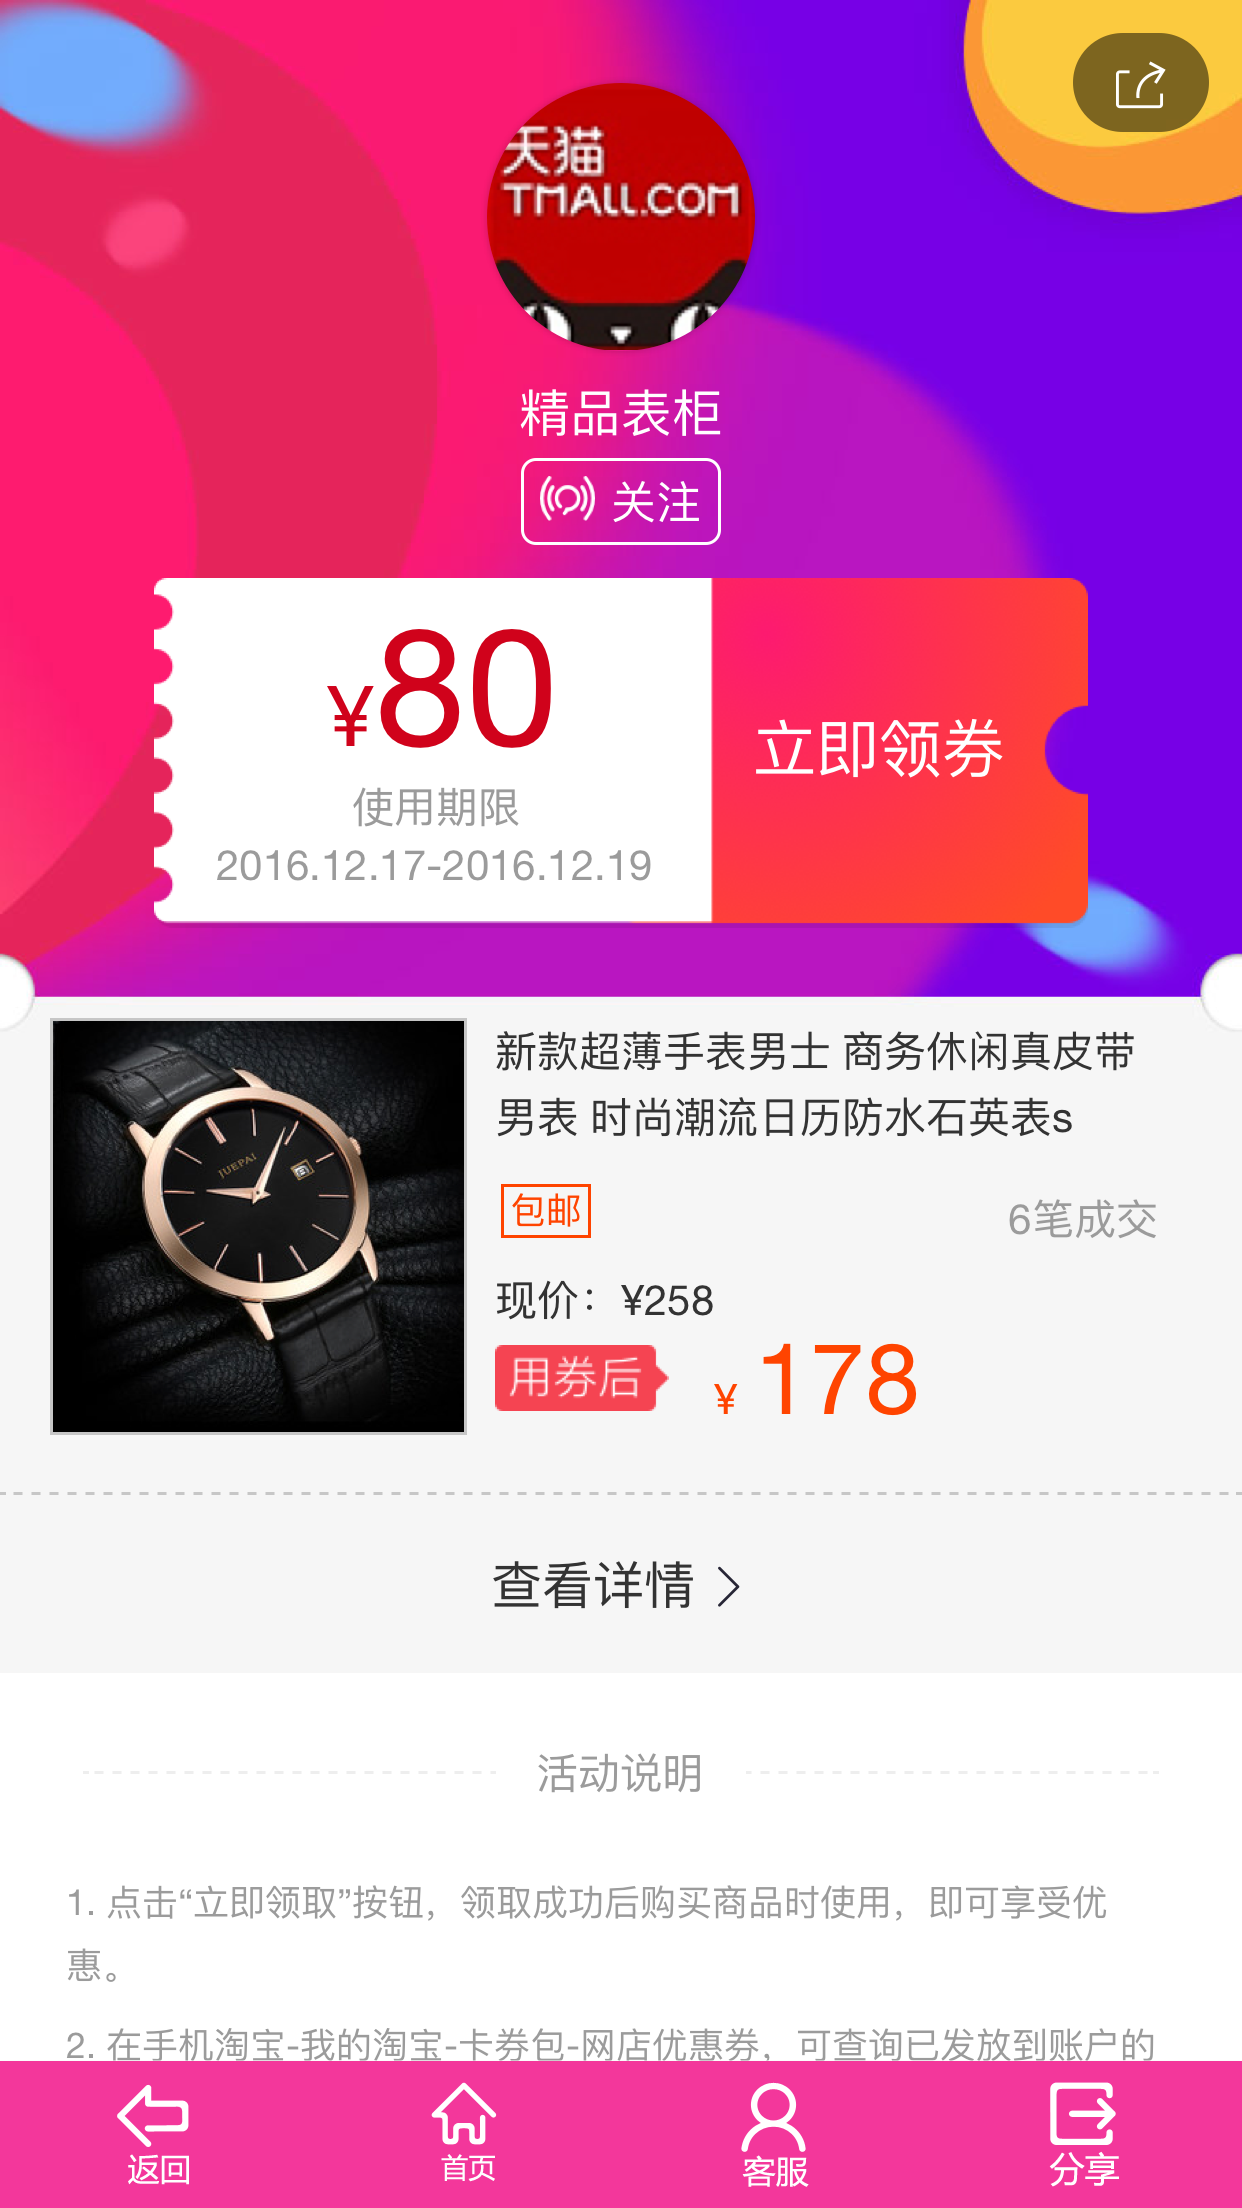 天猫
TMALL.COM
精品表柜
关注
¥80
使用期限
2016.12.17-2016.12.19
立即领券
JUEPAI
新款超薄手表男士 商务休闲真皮带
男表 时尚潮流日历防水石英表s
包邮
6笔成交
现价：¥258
用券后
¥ 178
查看详情
活动说明
1. 点击“立即领取”按钮，领取成功后购买商品时使用，即可享受优
惠。
2. 在手机淘宝-我的淘宝-卡券包-网店优惠券，可查询已发放到账户的
返回
首页
客服
分享